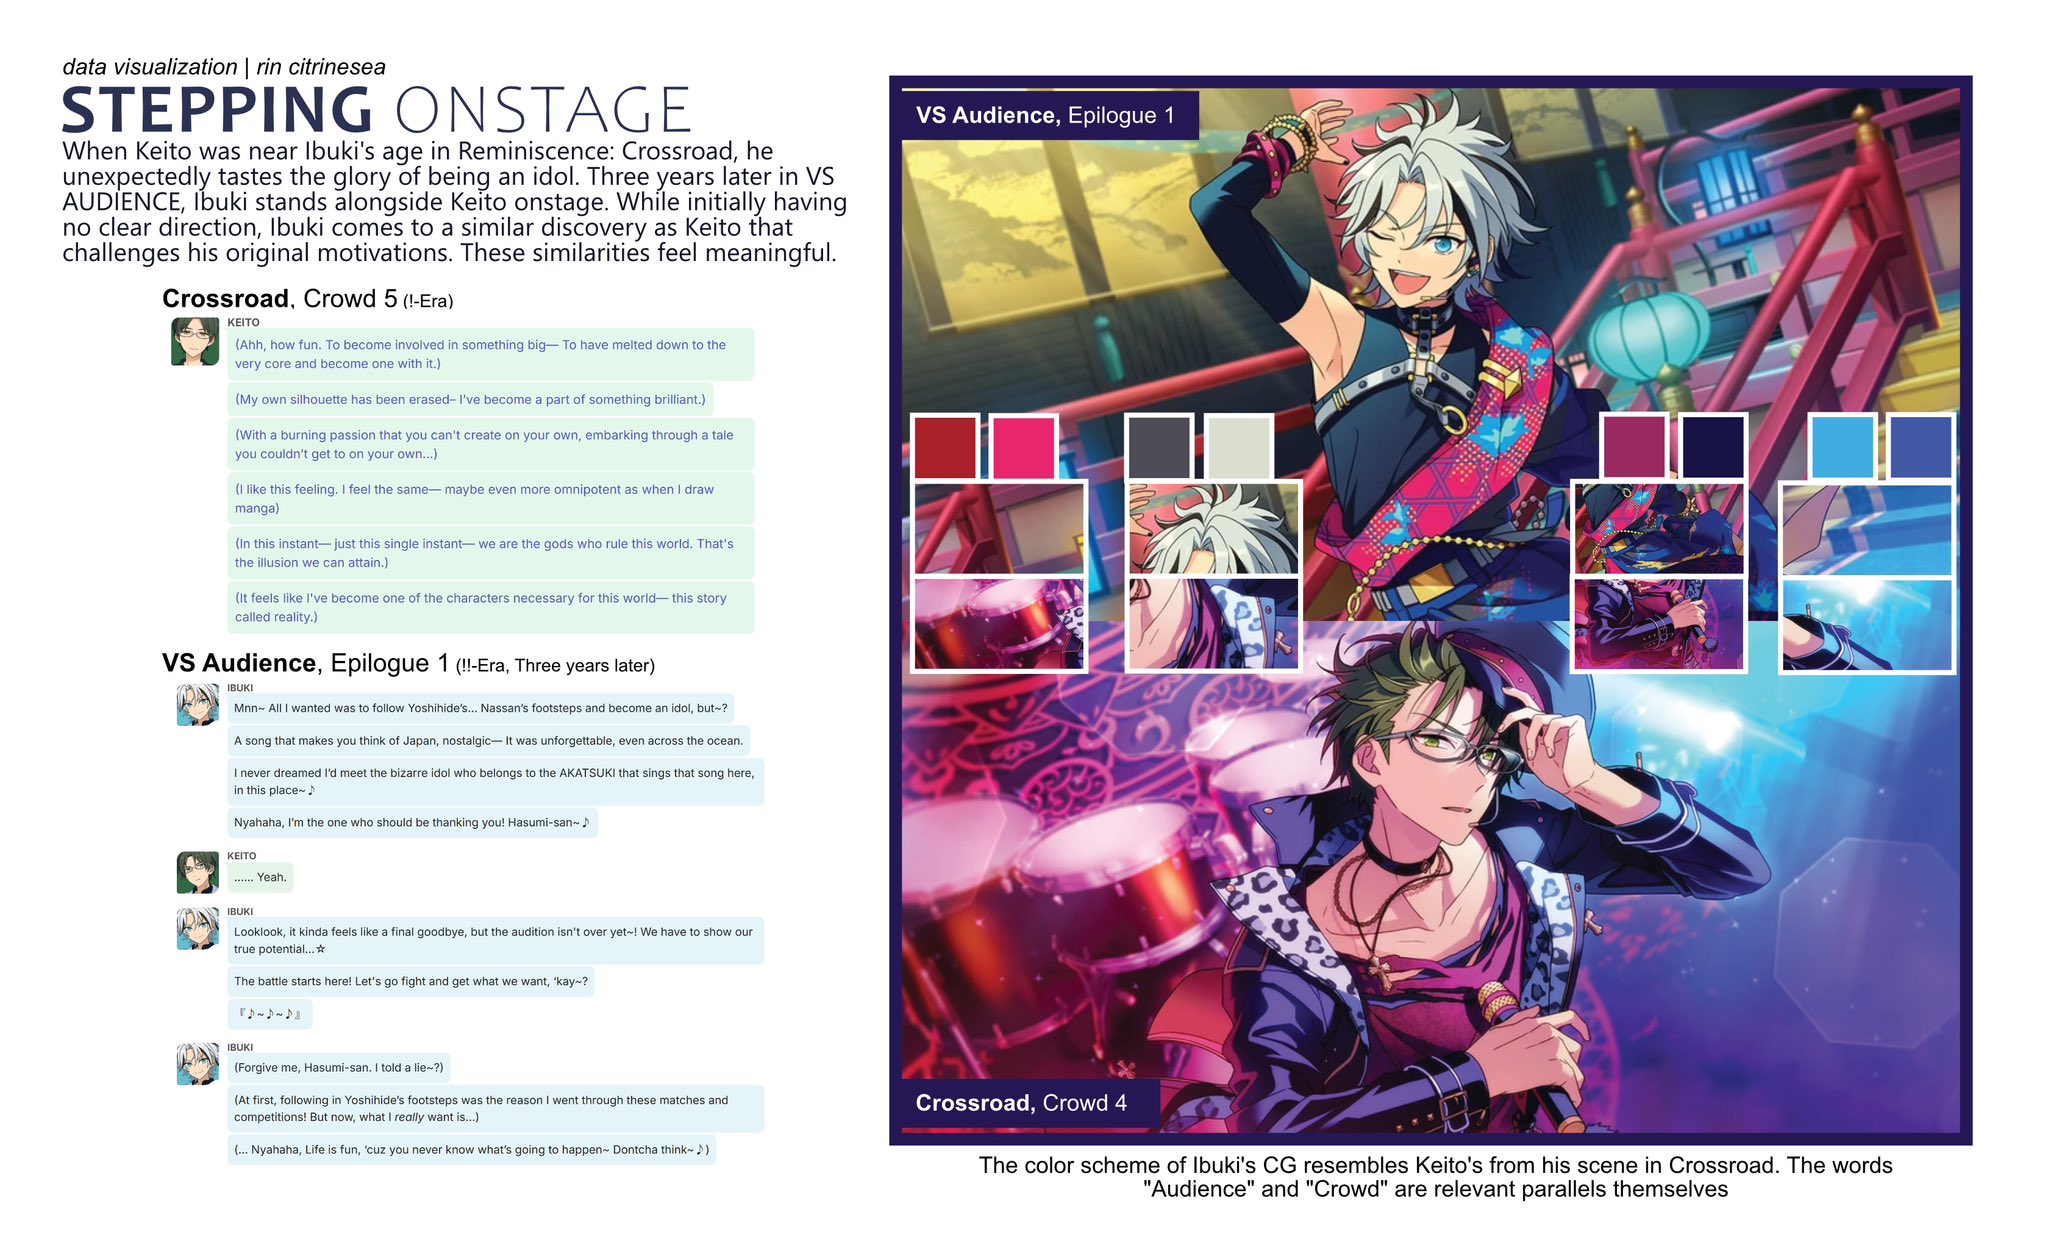 data visualization | rin citrinesea
STEPPING ONSTAGE
When Keito was near Ibuki's age in Reminiscence: Crossroad, he
unexpectedly tastes the glory of being an idol. Three years later in VS
AUDIENCE, Ibuki stands alongside Keito onstage. While initially having
no clear direction, Ibuki comes to a similar discovery as Keito that
challenges his original motivations. These similarities feel meaningful.
Crossroad, Crowd 5 (!-Era)
KEITO
(Ahh, how fun. To become involved in something big— To have melted down to the
very core and become one with it.)
(My own silhouette has been erased– I've become a part of something brilliant.)
(With a burning passion that you can't create on your own, embarking through a tale
you couldn't get to on your own...)
(I like this feeling. I feel the same— maybe even more omnipotent as when I draw
manga)
(In this instant— just this single instant— we are the gods who rule this world. That's
the illusion we can attain.)
(It feels like I've become one of the characters necessary for this world— this story
called reality.)
VS Audience, Epilogue 1 (!!-Era, Three years later)
IBUKI
Mnn~ All I wanted was to follow Yoshihide's... Nassan's footsteps and become an idol, but~?
A song that makes you think of Japan, nostalgic— It was unforgettable, even across the ocean.
I never dreamed I'd meet the bizarre idol who belongs to the AKATSUKI that sings that song here,
in this place~♪
Nyahaha, I'm the one who should be thanking you! Hasumi-san~♪
KEITO
...... Yeah.
IBUKI
Looklook, it kinda feels like a final goodbye, but the audition isn't over yet~! We have to show our
true potential...☆
The battle starts here! Let's go fight and get what we want, 'kay~?
『♪~♪~♪』
IBUKI
(Forgive me, Hasumi-san. I told a lie~?)
(At first, following in Yoshihide's footsteps was the reason I went through these matches and
competitions! But now, what I really want is...)
(... Nyahaha, Life is fun, 'cuz you never know what's going to happen~ Dontcha think~♪)
VS Audience, Epilogue 1
Crossroad, Crowd 4
The color scheme of Ibuki's CG resembles Keito's from his scene in Crossroad. The words
"Audience" and "Crowd" are relevant parallels themselves